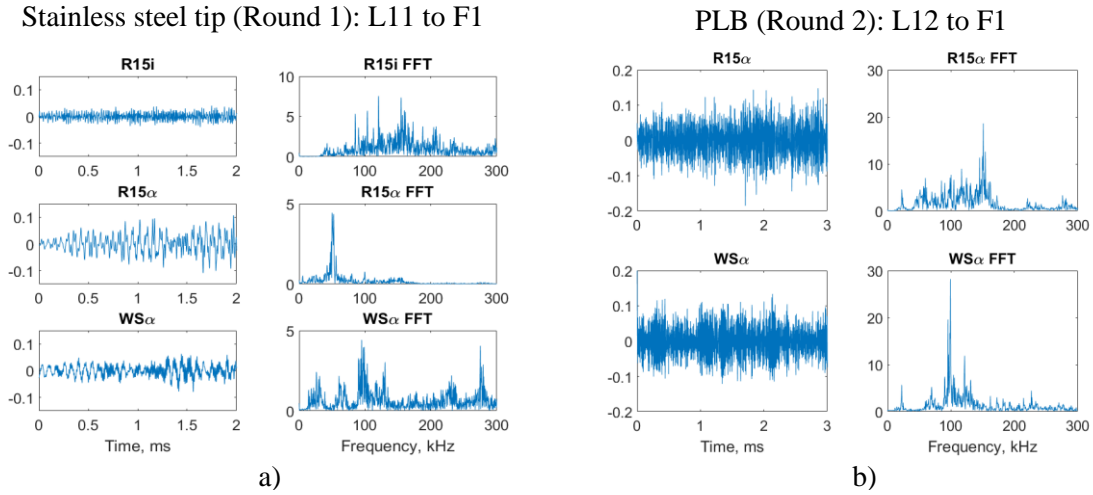 Stainless steel tip (Round 1): L11 to F1
R15i
R15i FFT
0.1
0
-0.1
0 0.5 1 1.5 2
10
5
0
0 100 200 300
R15α
R15α FFT
0.1
0
-0.1
0 0.5 1 1.5 2
5
0
0 100 200 300
WSα
WSα FFT
0.1
0
-0.1
0 0.5 1 1.5 2
Time, ms
5
0
0 100 200 300
Frequency, kHz
a)
PLB (Round 2): L12 to F1
R15α
R15α FFT
0.2
0.1
0
-0.1
-0.2
0 1 2 3
30
20
10
0
0 100 200 300
WSα
WSα FFT
0.2
0.1
0
-0.1
-0.2
0 1 2 3
Time, ms
30
20
10
0
0 100 200 300
Frequency, kHz
b)